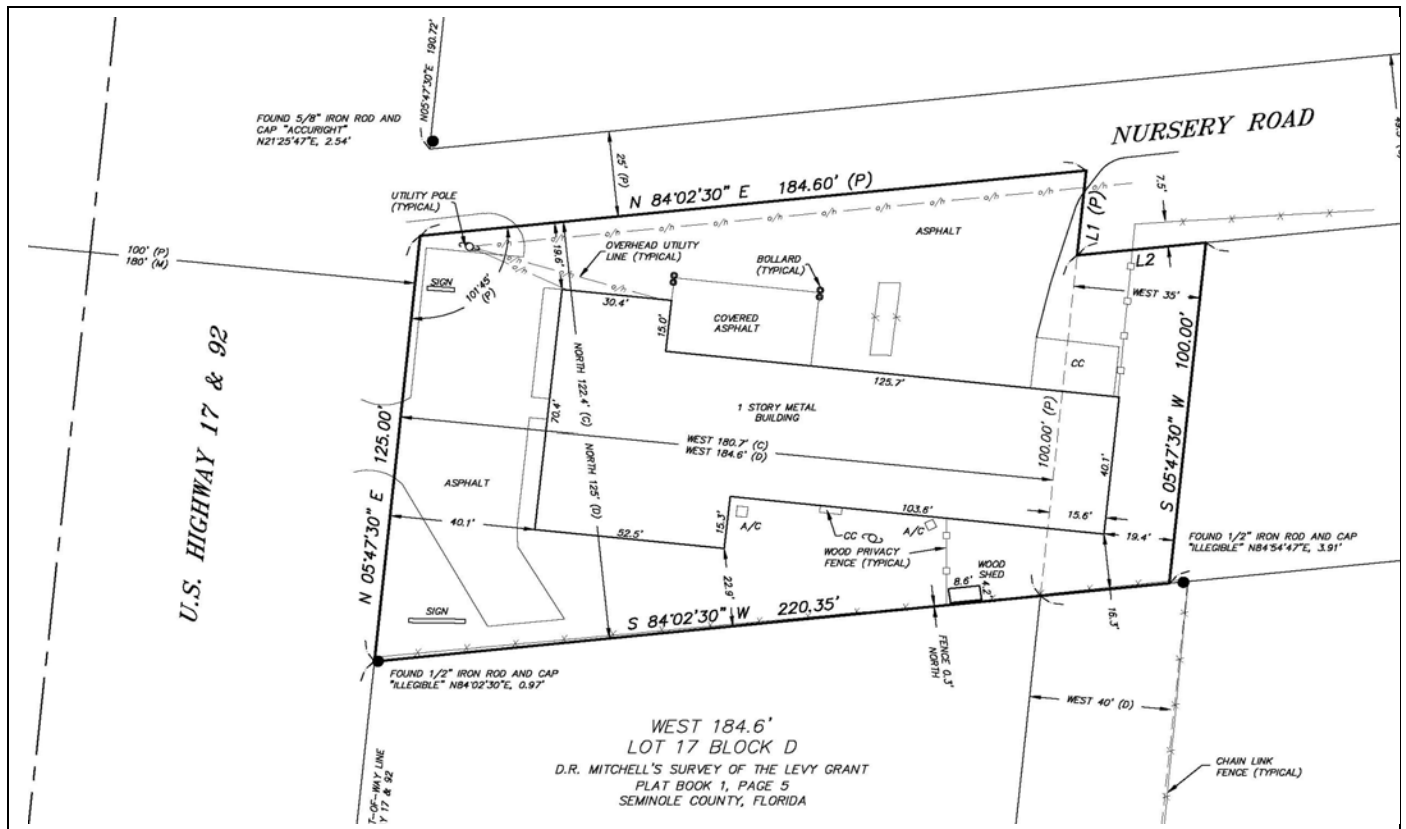 N05°47'30"E 190.72'
FOUND 5/8" IRON ROD AND
CAP "ACCURIGHT"
N21°25'47"E, 2.54'
NURSERY ROAD
25' (P)
N 84°02'30" E 184.60' (P)
7.5'
UTILITY POLE
(TYPICAL)
L1 (P)
o/h o/h o/h o/h o/h o/h o/h o/h o/h o/h o/h
100' (P)
180' (M)
19.6'
OVERHEAD UTILITY
LINE (TYPICAL)
ASPHALT
BOLLARD
(TYPICAL)
L2
SIGN
101°45'
(P)
30.4'
WEST 35'
15.0'
COVERED
ASPHALT
100.00'
CC
U.S. HIGHWAY 17 & 92
NORTH 122.4' (C)
NORTH 125' (D)
125.7'
70.4'
1 STORY METAL
BUILDING
100.00' (P)
WEST 180.7' (C)
WEST 184.6' (D)
40.1'
S 05°47'30" W
ASPHALT
N 05°47'30" E 125.00'
40.1'
52.5'
15.3'
A/C
103.6'
CC
A/C
15.6'
19.4'
WOOD PRIVACY
FENCE (TYPICAL)
WOOD
SHED
8.6'
4.2'
FOUND 1/2" IRON ROD AND CAP
"ILLEGIBLE" N84°54'47"E, 3.91'
22.9'
16.3'
SIGN
S 84°02'30" W 220.35'
FENCE 0.3'
NORTH
FOUND 1/2" IRON ROD AND CAP
"ILLEGIBLE" N84°02'30"E, 0.97'
WEST 40' (D)
WEST 184.6'
LOT 17 BLOCK D
D.R. MITCHELL'S SURVEY OF THE LEVY GRANT
PLAT BOOK 1, PAGE 5
SEMINOLE COUNTY, FLORIDA
CHAIN LINK
FENCE (TYPICAL)
T-OF-WAY LINE
Y 17 & 92